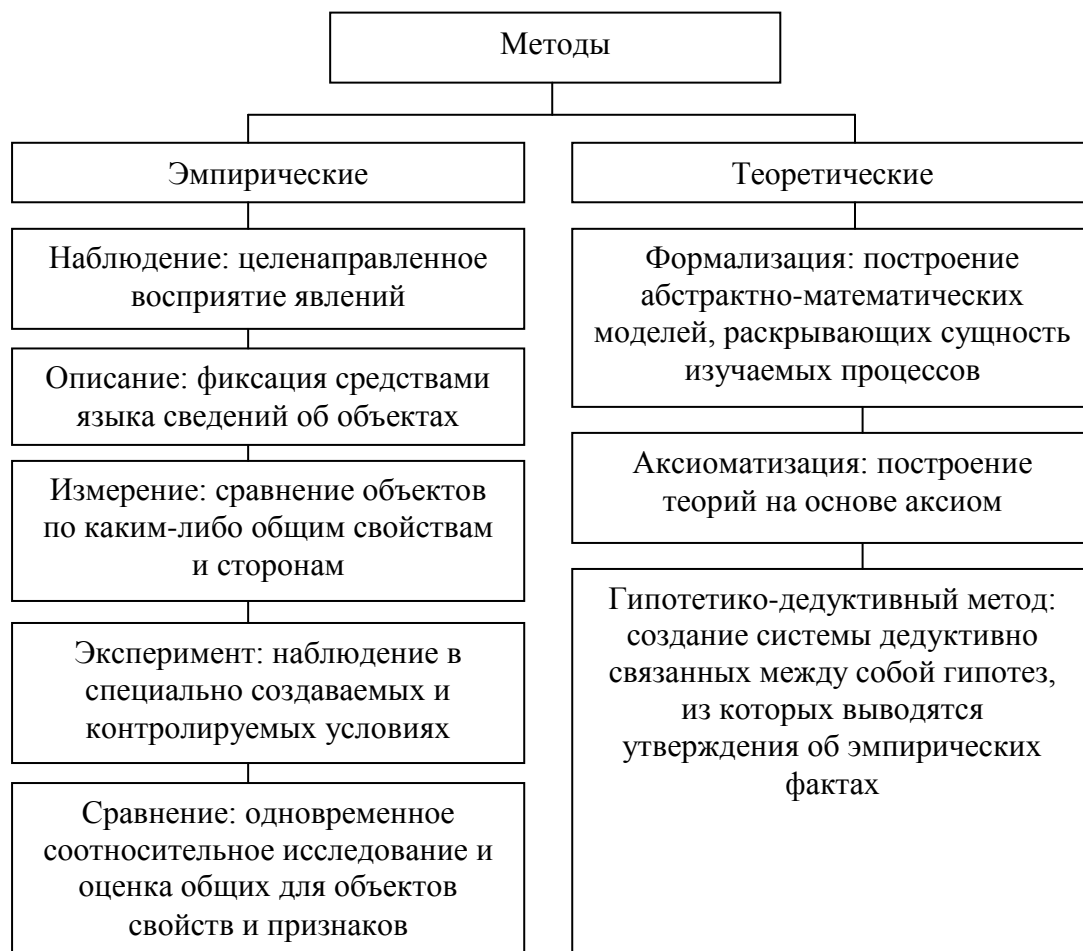 Методы
Эмпирические
Наблюдение: целенаправленное
восприятие явлений
Описание: фиксация средствами
языка сведений об объектах
Измерение: сравнение объектов
по каким-либо общим свойствам
и сторонам
Эксперимент: наблюдение в
специально создаваемых и
контролируемых условиях
Сравнение: одновременное
соотносительное исследование и
оценка общих для объектов
свойств и признаков
Теоретические
Формализация: построение
абстрактно-математических
моделей, раскрывающих сущность
изучаемых процессов
Аксиоматизация: построение
теорий на основе аксиом
Гипотетико-дедуктивный метод:
создание системы дедуктивно
связанных между собой гипотез,
из которых выводятся
утверждения об эмпирических
фактах